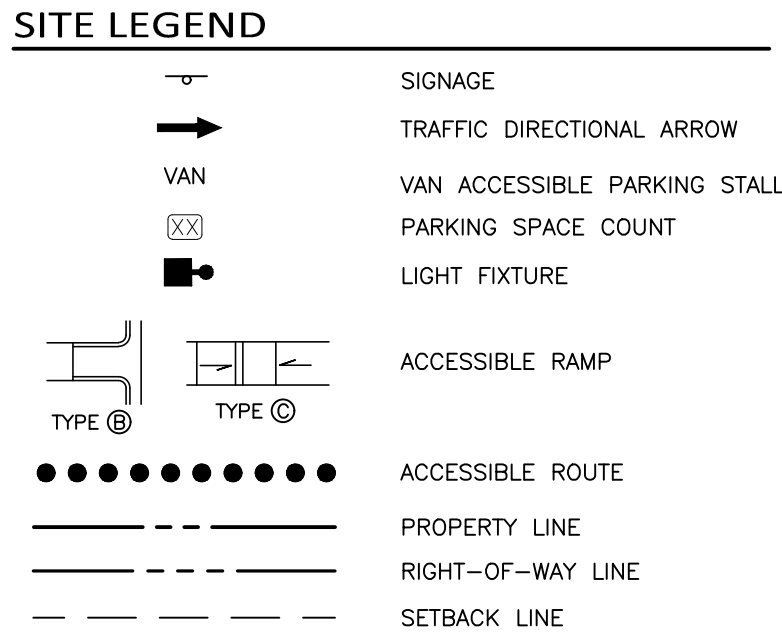 SITE LEGEND
SIGNAGE
TRAFFIC DIRECTIONAL ARROW
VAN VAN ACCESSIBLE PARKING STALL
XX PARKING SPACE COUNT
LIGHT FIXTURE
ACCESSIBLE RAMP
TYPE B TYPE C
ACCESSIBLE ROUTE
PROPERTY LINE
RIGHT-OF-WAY LINE
SETBACK LINE